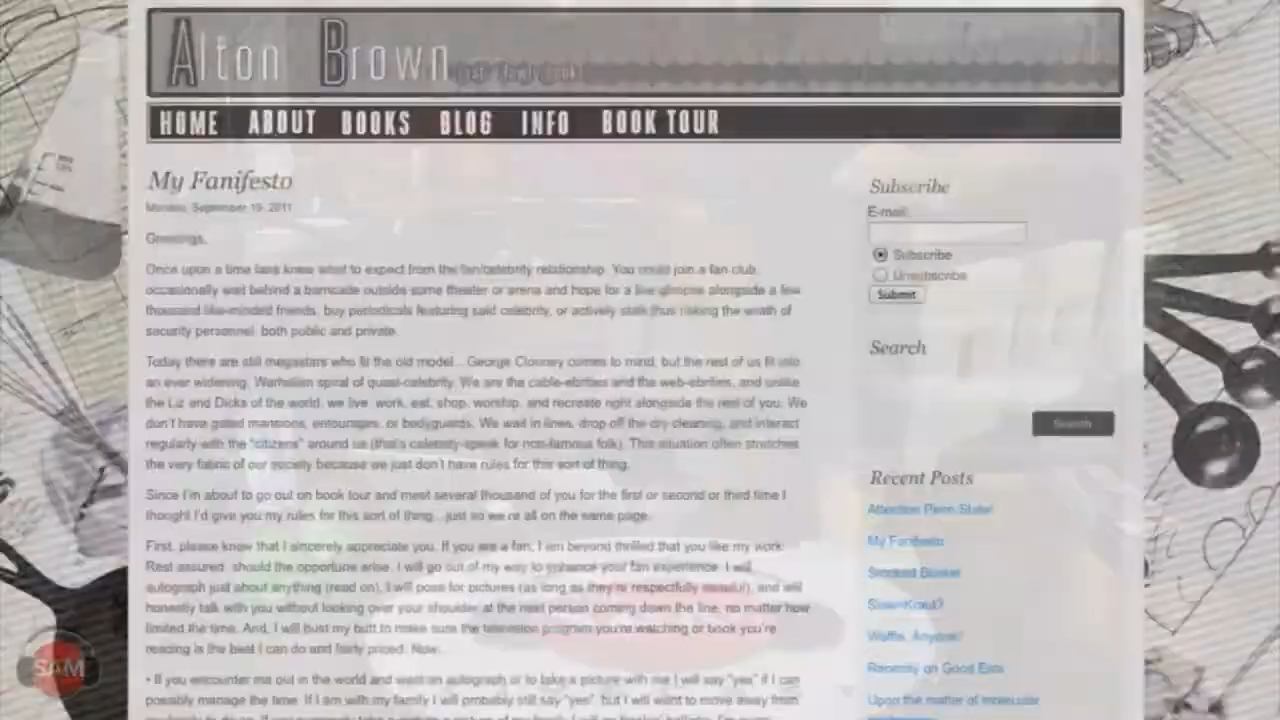 Alton Brown
HOME ABOUT BOOKS BLOG INFO BOOK TOUR
My Fanifesto
Monday, September 19, 2011
Greetings,
Once upon a time fans knew what to expect from the fan/celebrity relationship. You could join a fan club,
occasionally wait behind a barricade outside some theater or arena and hope for a live glimpse alongside a few
thousand like-minded friends, buy periodicals featuring said celebrity, or actively stalk thus risking the wrath of
security personnel, both public and private.
Today there are still megastars who fit the old model... George Clooney comes to mind, but the rest of us fit into
an ever widening, Warholian spiral of quasi-celebrity. We are the cable-ebrities and the web-ebrities, and unlike
the Liz and Dicks of the world, we live, work, eat, shop, worship, and recreate right alongside the rest of you. We
don't have gated mansions, entourages, or bodyguards. We wait in lines, drop off the dry cleaning, and interact
regularly with the "citizens" around us (that's celebrity-speak for non-famous folk). This situation often stretches
the very fabric of our society because we just don't have rules for this sort of thing.
Since I'm about to go out on book tour and meet several thousand of you for the first or second or third time I
thought I'd give you my rules for this sort of thing... just so we're all on the same page.
First, please know that I sincerely appreciate you. If you are a fan, I am beyond thrilled that you like my work.
Rest assured, should the opportunity arise, I will go out of my way to enhance your fan experience. I will
autograph just about anything (read on), I will pose for pictures (as long as they're respectfully), and will
honestly talk with you without looking over your shoulder at the next person coming down the line, no matter how
limited the time. And, I will bust my butt to make sure the television program you're watching or book you're
reading is the best I can do and fairly priced. Now...
• If you encounter me out in the world and want an autograph or to take a picture with me I will say "yes" if I can
possibly manage the time. If I am with my family I will probably still say "yes", but I will want to move away from
Subscribe
E-mail:
Subscribe
Unsubscribe
Submit
Search
Search
Recent Posts
Attention Penn State!
My Fanifesto
Smoked
Waffle, Anyone?
Recently on Good Eats
Upon the matter of molecular
SAM